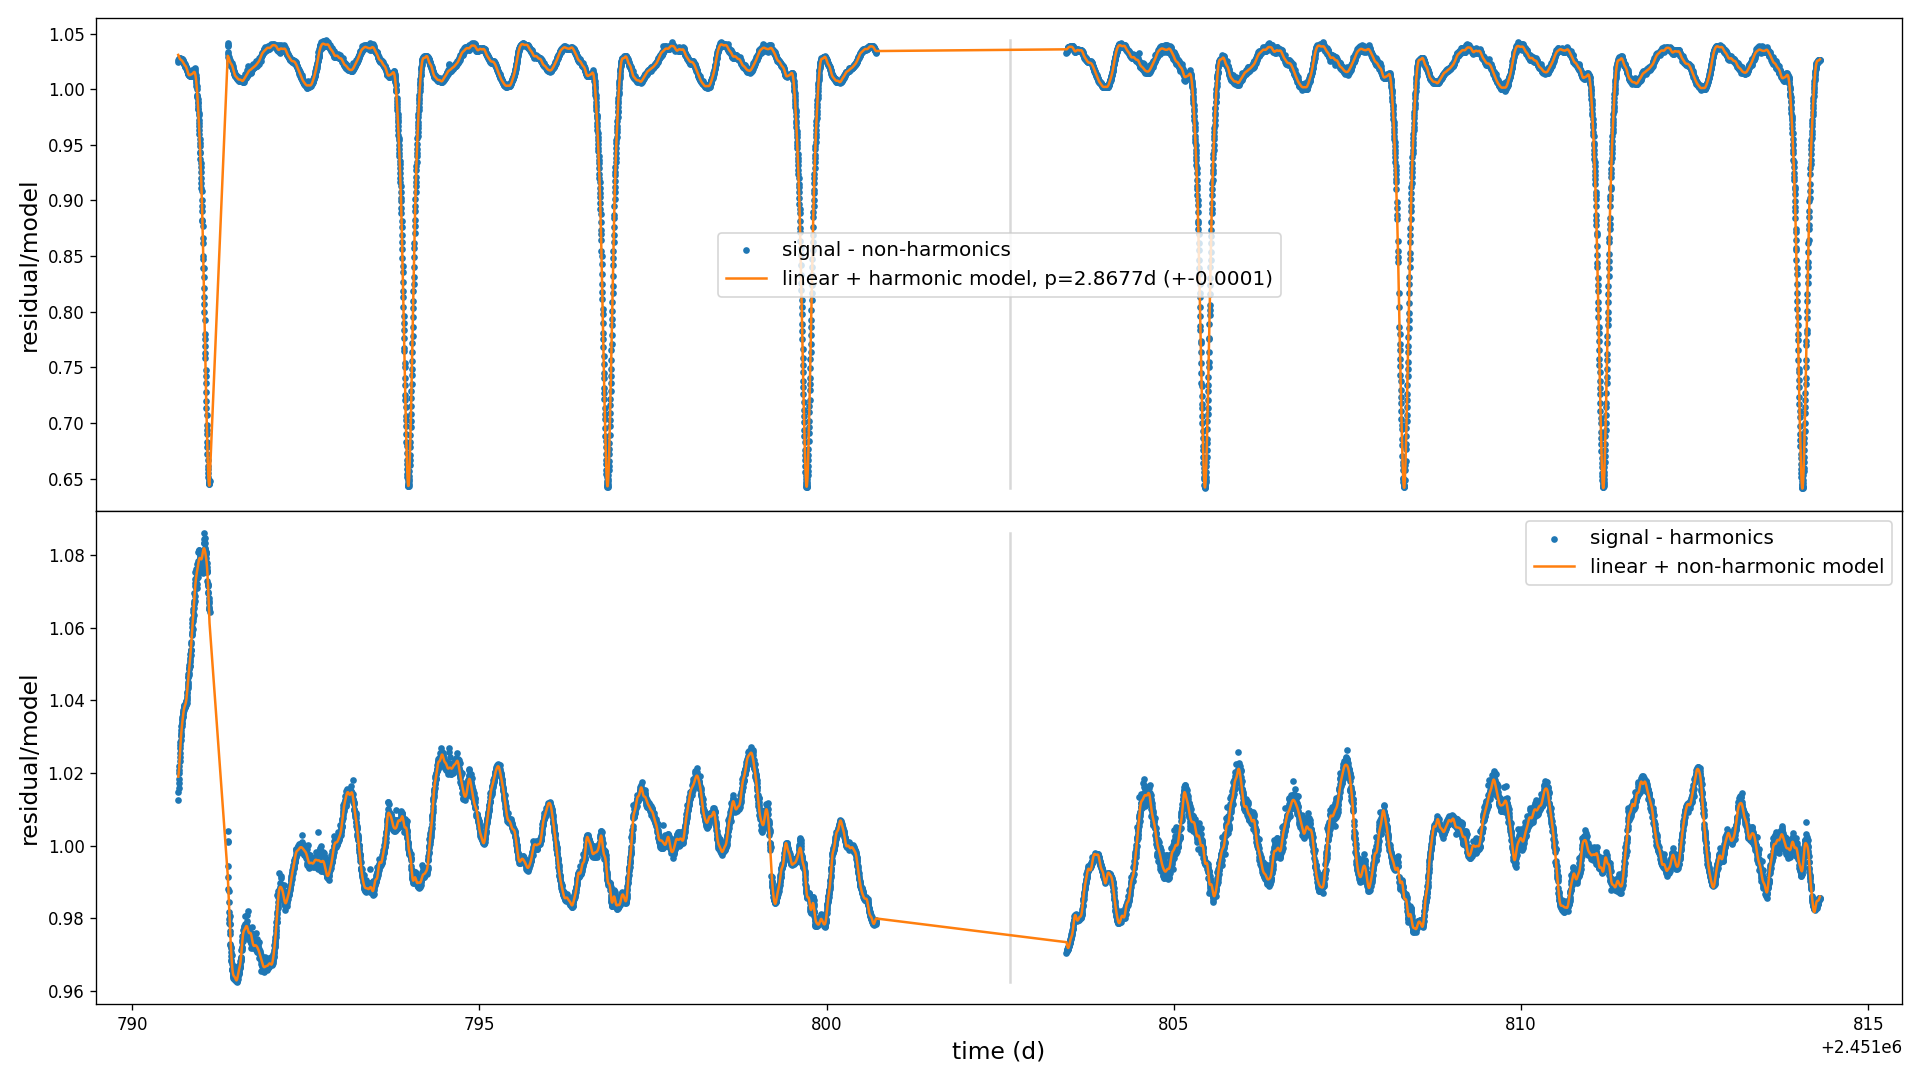 1.05
1.00
0.95
0.90
0.85
0.80
0.75
0.70
0.65
residual/model
signal - non-harmonics
linear + harmonic model, p=2.8677d (+-0.0001)
1.08
1.06
1.04
1.02
1.00
0.98
0.96
residual/model
signal - harmonics
linear + non-harmonic model
790
795
800
805
810
815
time (d)
+2.451e6